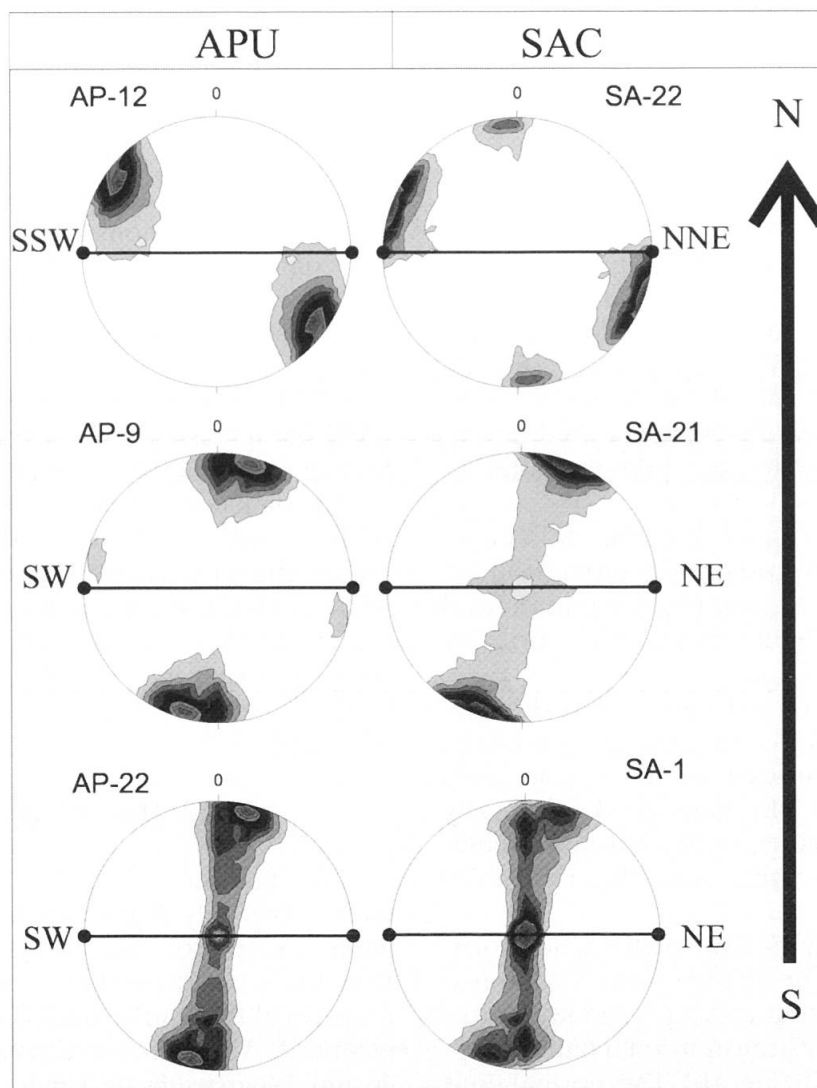 APU SAC
AP-12 0 0 SA-22
N
SSW NNE
AP-9 0 0 SA-21
SW NE
AP-22 0 0 SA-1
SW NE
S